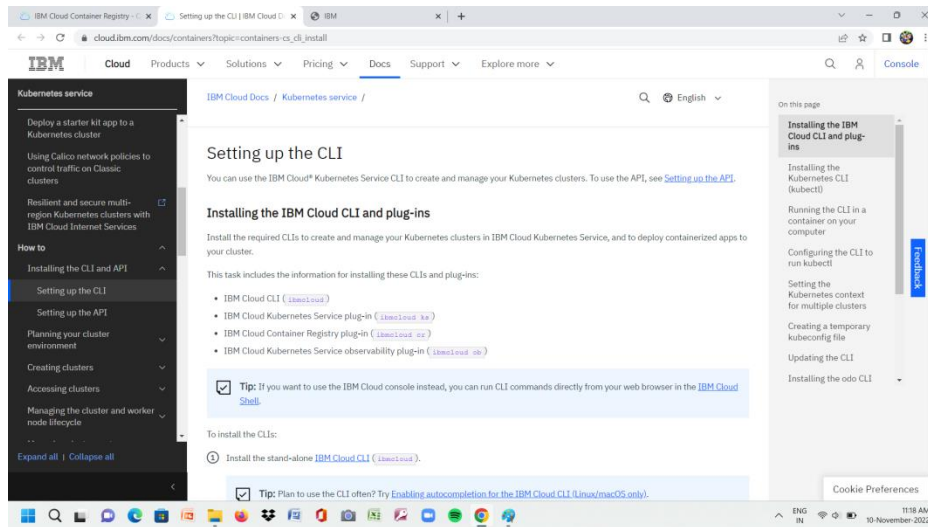 IBM Cloud Container Registry - C
Setting up the CLI | IBM Cloud D
IBM
cloud.ibm.com/docs/containers?topic=containers-cs_cli_install
IBM Cloud Products Solutions Pricing Docs Support Explore more Console
Kubernetes service
Deploy a starter kit app to a
Kubernetes cluster
Using Calico network policies to
control traffic on Classic
clusters
Resilient and secure multi-
region Kubernetes clusters with
IBM Cloud Internet Services
How to
Installing the CLI and API
Setting up the CLI
Setting up the API
Planning your cluster
environment
Creating clusters
Accessing clusters
Managing the cluster and worker
node lifecycle
Expand all | Collapse all
IBM Cloud Docs / Kubernetes service /
English
Setting up the CLI
You can use the IBM Cloud® Kubernetes Service CLI to create and manage your Kubernetes clusters. To use the API, see Setting up the API.
Installing the IBM Cloud CLI and plug-ins
Install the required CLIs to create and manage your Kubernetes clusters in IBM Cloud Kubernetes Service, and to deploy containerized apps to
your cluster.
This task includes the information for installing these CLIs and plug-ins:
• IBM Cloud CLI (ibmcloud)
• IBM Cloud Kubernetes Service plug-in (ibmcloud ks)
• IBM Cloud Container Registry plug-in (ibmcloud cr)
• IBM Cloud Kubernetes Service observability plug-in (ibmcloud ob)
Tip: If you want to use the IBM Cloud console instead, you can run CLI commands directly from your web browser in the IBM Cloud
Shell.
To install the CLIs:
1 Install the stand-alone IBM Cloud CLI (ibmcloud).
Tip: Plan to use the CLI often? Try Enabling autocompletion for the IBM Cloud CLI (Linux/macOS only).
On this page
Installing the IBM
Cloud CLI and plug-
ins
Installing the
Kubernetes CLI
(kubectl)
Running the CLI in a
container on your
computer
Configuring the CLI to
run kubectl
Setting the
Kubernetes context
for multiple clusters
Creating a temporary
kubeconfig file
Updating the CLI
Installing the odo CLI
Feedback
Cookie Preferences
ENG
IN
11:18 AM
10-November-2022